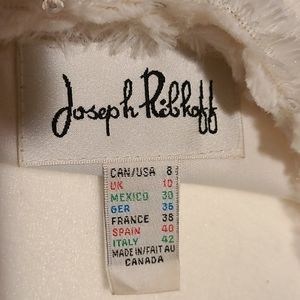 Joseph Ribkoff
CAN/USA 8
UK 10
MEXICO 30
GER 36
FRANCE 38
SPAIN 40
ITALY 42
MADE IN/FAIT AU
CANADA